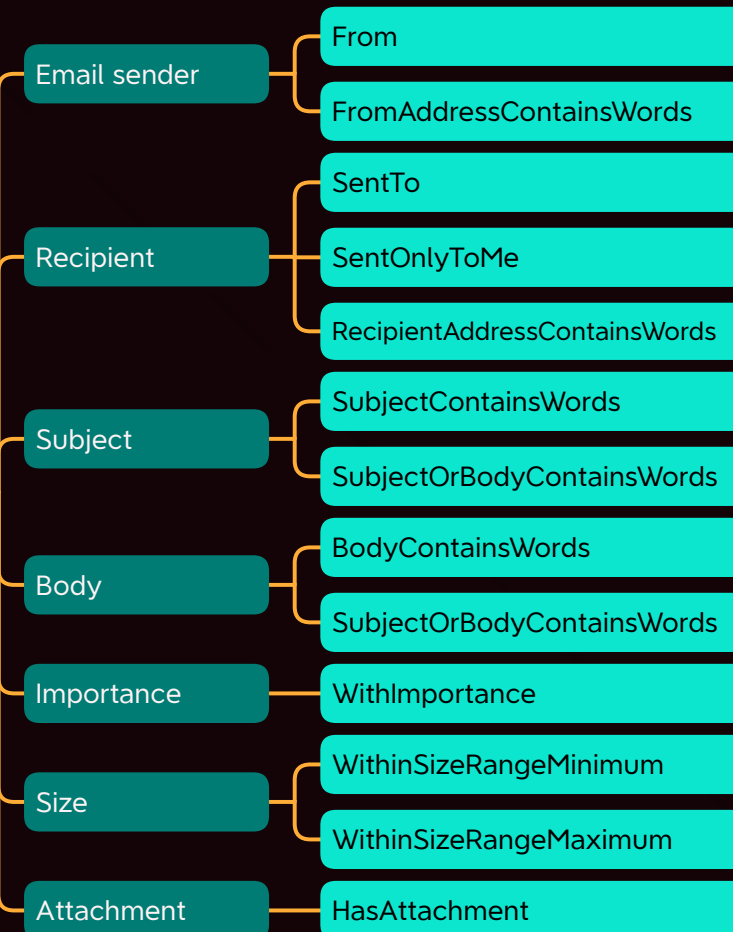 Email sender
From
FromAddressContainsWords
Recipient
SentTo
SentOnlyToMe
RecipientAddressContainsWords
Subject
SubjectContainsWords
SubjectOrBodyContainsWords
Body
BodyContainsWords
SubjectOrBodyContainsWords
Importance
WithImportance
Size
WithinSizeRangeMinimum
WithinSizeRangeMaximum
Attachment
HasAttachment